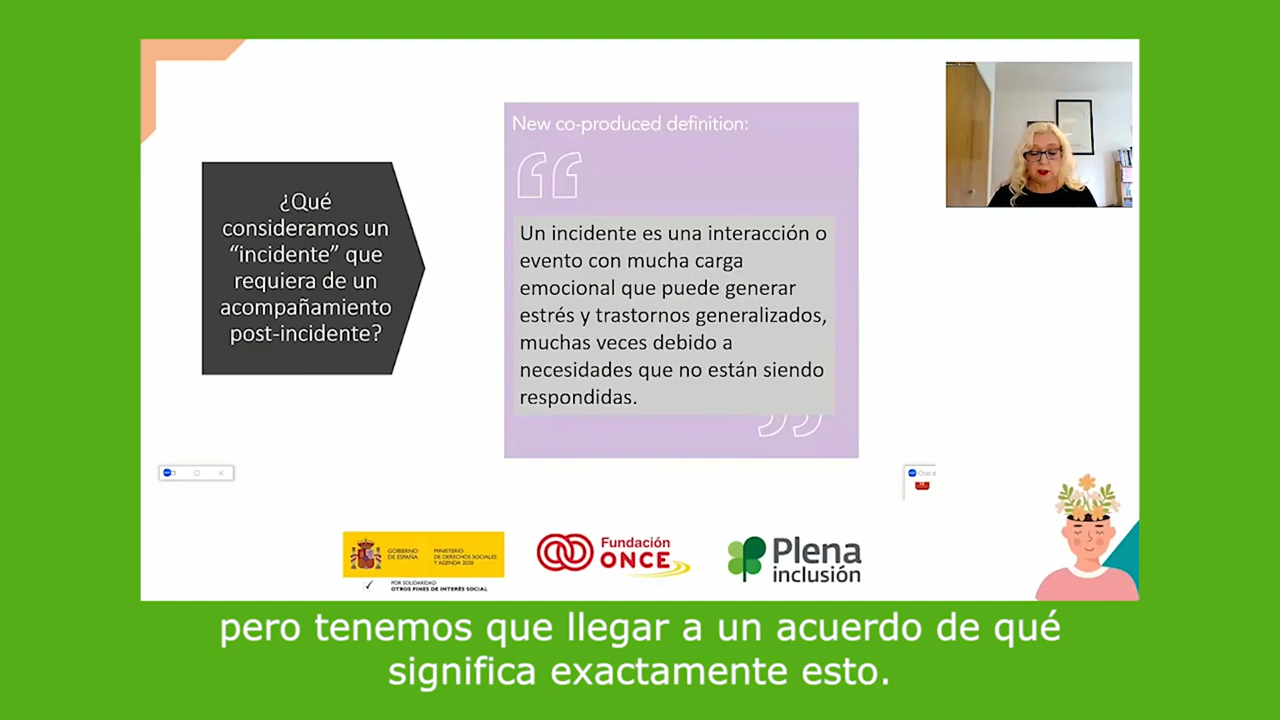 ¿Qué
consideramos un
“incidente” que
requiera de un
acompañamiento
post-incidente?
New co-produced definition:
“
Un incidente es una interacción o
evento con mucha carga
emocional que puede generar
estrés y trastornos generalizados,
muchas veces debido a
necesidades que no están siendo
respondidas.
”
Chat d
GOBIERNO
DE ESPAÑA
MINISTERIO
DE DERECHOS SOCIALES
Y AGENDA 2030
POR SOLIDARIDAD
OTROS FINES DE INTERÉS SOCIAL
Fundación
ONCE
Plena
inclusión
pero tenemos que llegar a un acuerdo de qué
significa exactamente esto.